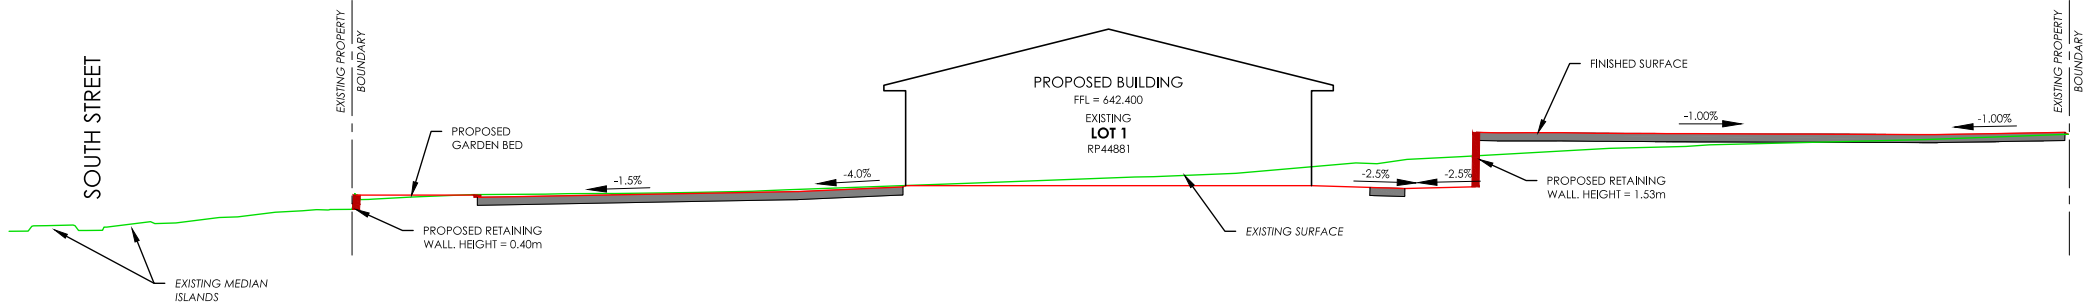 SOUTH STREET
EXISTING PROPERTY
BOUNDARY
PROPOSED
GARDEN BED
-1.5%
-4.0%
PROPOSED RETAINING
WALL. HEIGHT = 0.40m
EXISTING MEDIAN
ISLANDS
PROPOSED BUILDING
FFL = 642.400
EXISTING
LOT 1
RP44881
EXISTING SURFACE
-2.5%
-2.5%
FINISHED SURFACE
-1.00%
-1.00%
PROPOSED RETAINING
WALL. HEIGHT = 1.53m
EXISTING PROPERTY
BOUNDARY